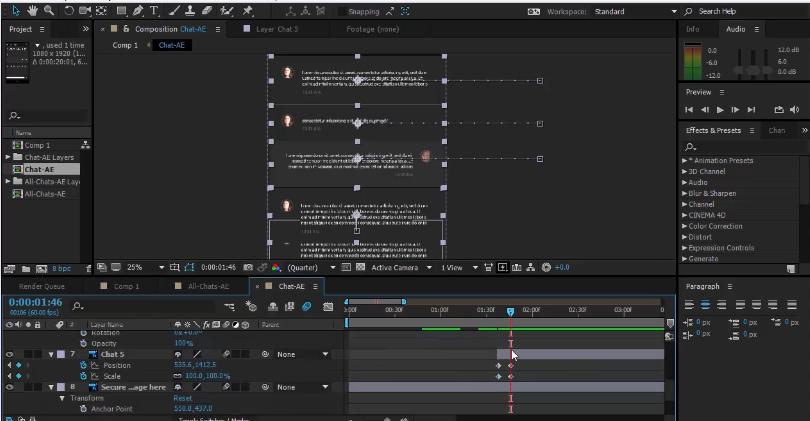 Snapping
Workspace: Standard
Search Help
Project
Composition Chat-AE
Layer Chat 3
Footage (none)
Info
Audio
, used 1 time
1080 x 1920 (1...
Δ 0:00:20:01, 6...
Comp 1
Chat-AE
0.0
-6.0
-12.0
12.0 dB
6.0
0.0 dB
Preview
Name
Comp 1
Chat-AE Layers
Chat-AE
All-Chats-AE Laye
All-Chats-AE
Effects & Presets
Chan
* Animation Presets
3D Channel
Audio
Blur & Sharpen
Channel
CINEMA 4D
Color Correction
Distort
Expression Controls
Generate
8 bpc
25%
0:00:01:46
(Quarter)
Active Camera
1 View
+0.0
Render Queue
Comp 1
All-Chats-AE
Chat-AE
Paragraph
0:00:01:46
00106 (60.00 fps)
:00f
00:30f
01:00f
01:30f
02:00f
02:30f
03:00f
#
Layer Name
Parent
Rotation
0x +0.0°
Opacity
100%
7
Chat 5
None
Position
535.6, 1412.5
Scale
100.0, 100.0%
8
Secure ...age here
None
Transform
Reset
Anchor Point
550.0, 437.0
Toggle Switches / Modes
0 px
0 px
0 px
0 px
0 px